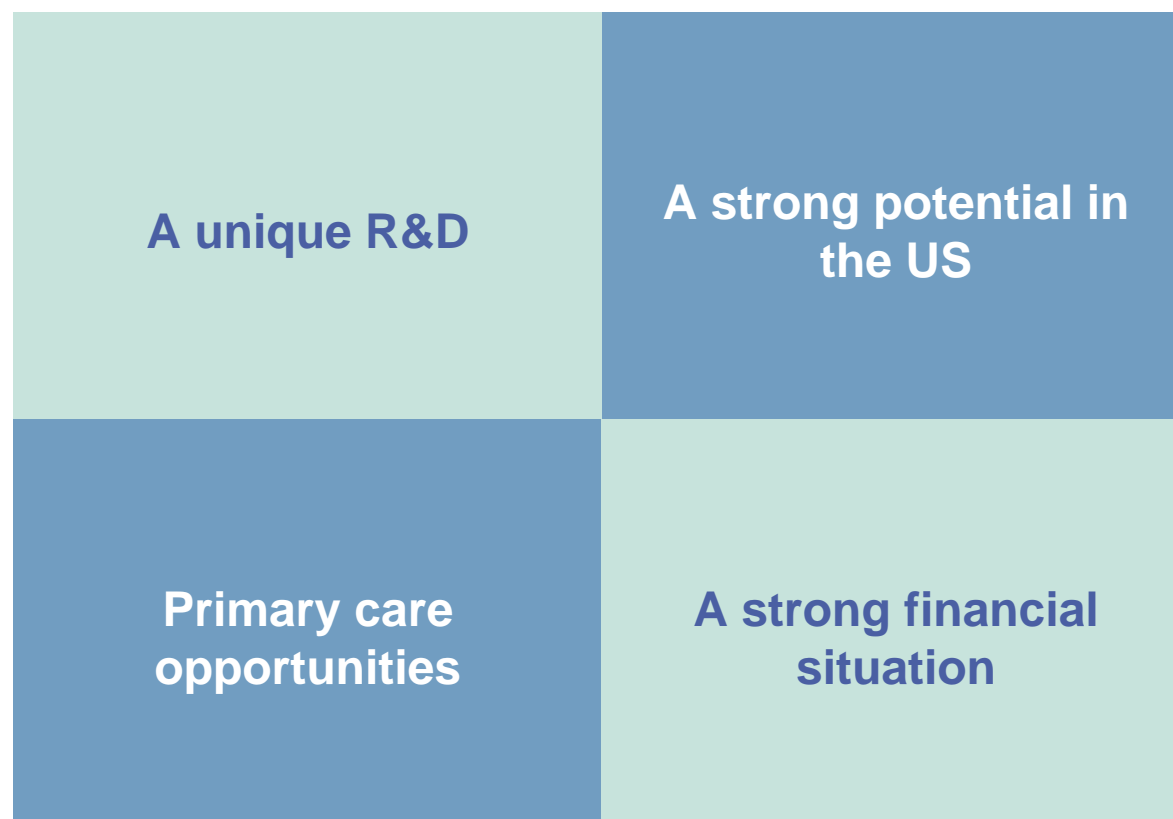 A unique R&D
A strong potential in
the US
Primary care
opportunities
A strong financial
situation